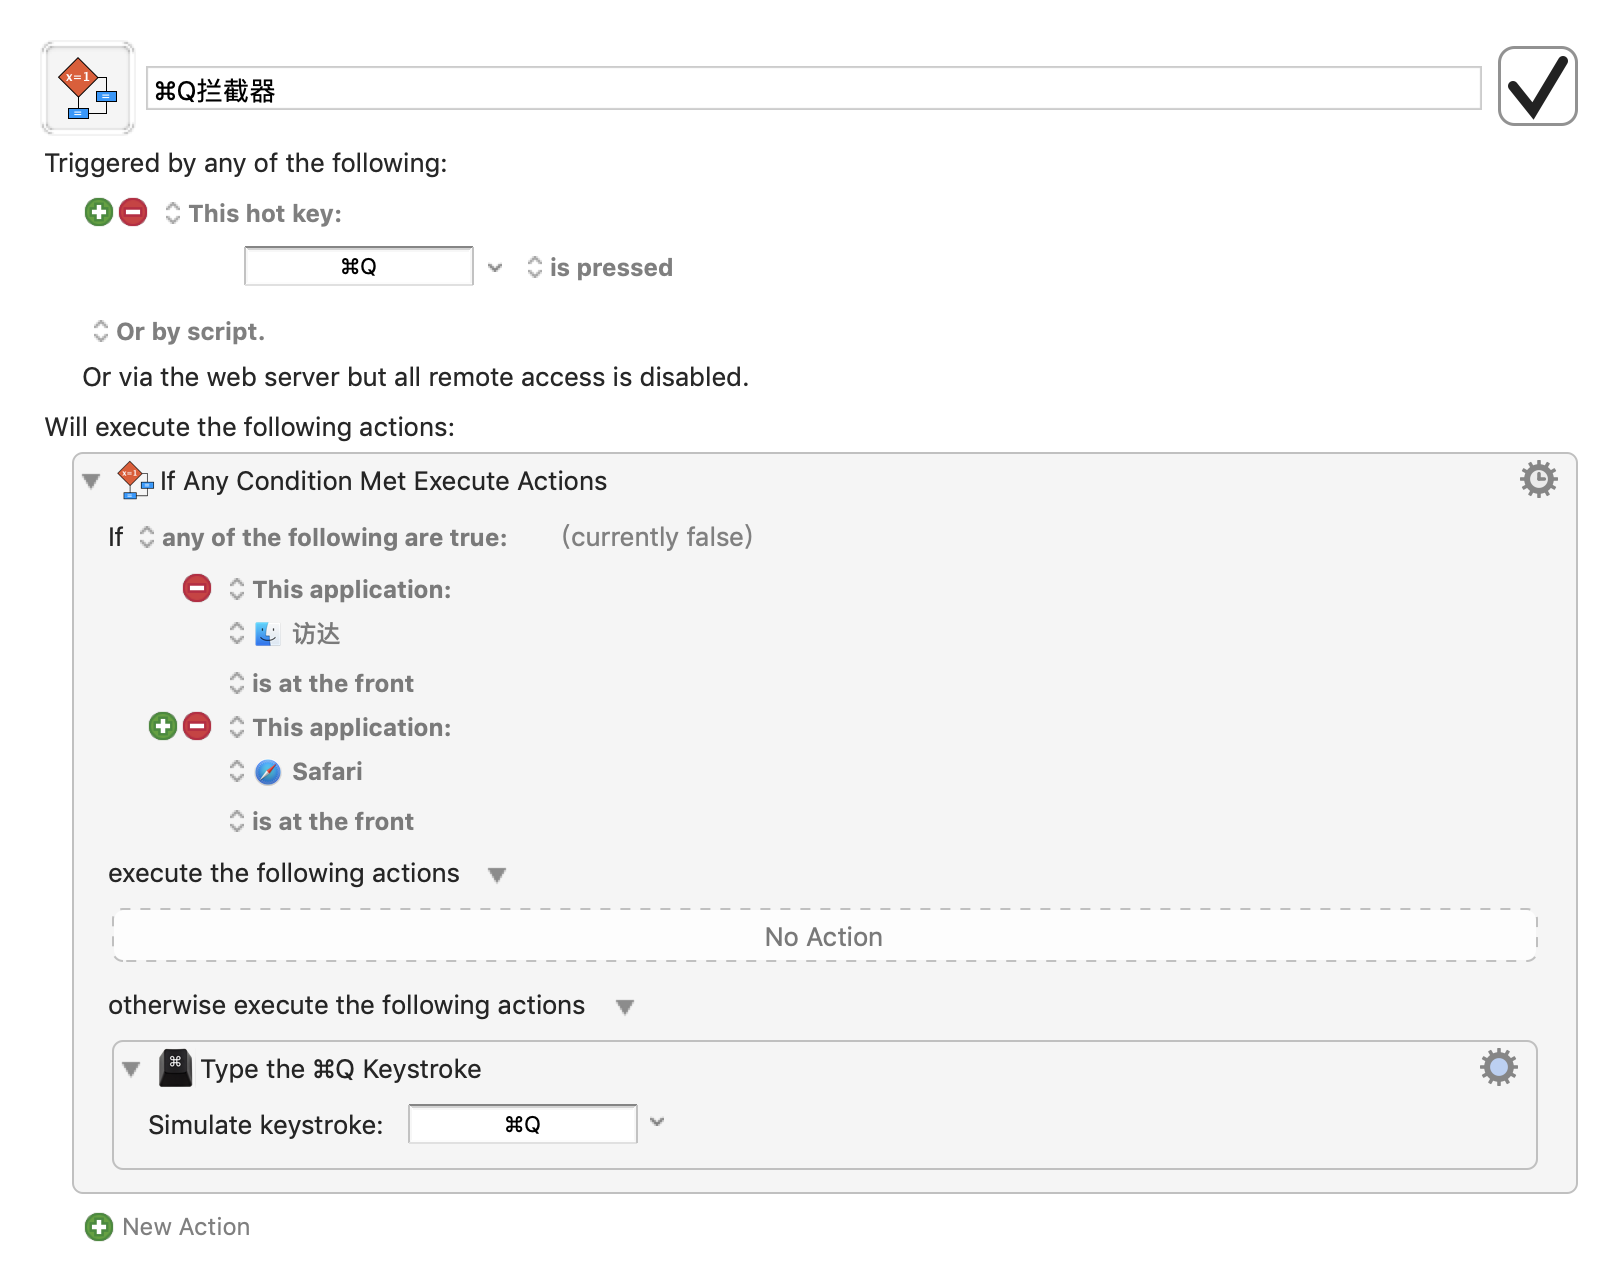 x=1
⌘Q拦截器
Triggered by any of the following:
This hot key:
⌘Q
is pressed
Or by script.
Or via the web server but all remote access is disabled.
Will execute the following actions:
x=1
If Any Condition Met Execute Actions
If any of the following are true: (currently false)
This application:
访达
is at the front
This application:
Safari
is at the front
execute the following actions
No Action
otherwise execute the following actions
⌘
Type the ⌘Q Keystroke
Simulate keystroke: ⌘Q
New Action